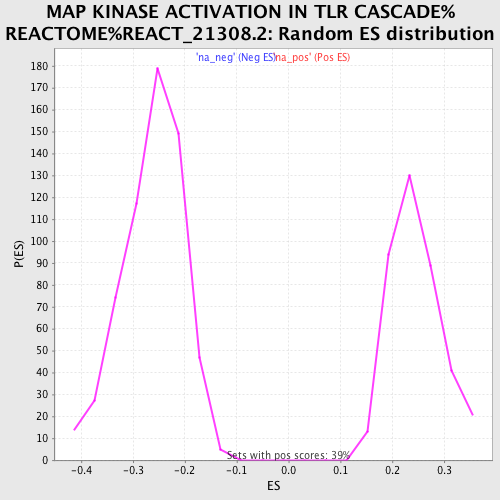 MAP KINASE ACTIVATION IN TLR CASCADE%
REACTOME%REACT_21308.2: Random ES distribution
'na_neg' (Neg ES)
'na_pos' (Pos ES)
180
170
160
150
140
130
120
110
100
90
80
70
60
50
40
30
20
10
0
P(ES)
Sets with pos scores: 39%
-0.4 -0.3 -0.2 -0.1 0.0 0.1 0.2 0.3
ES